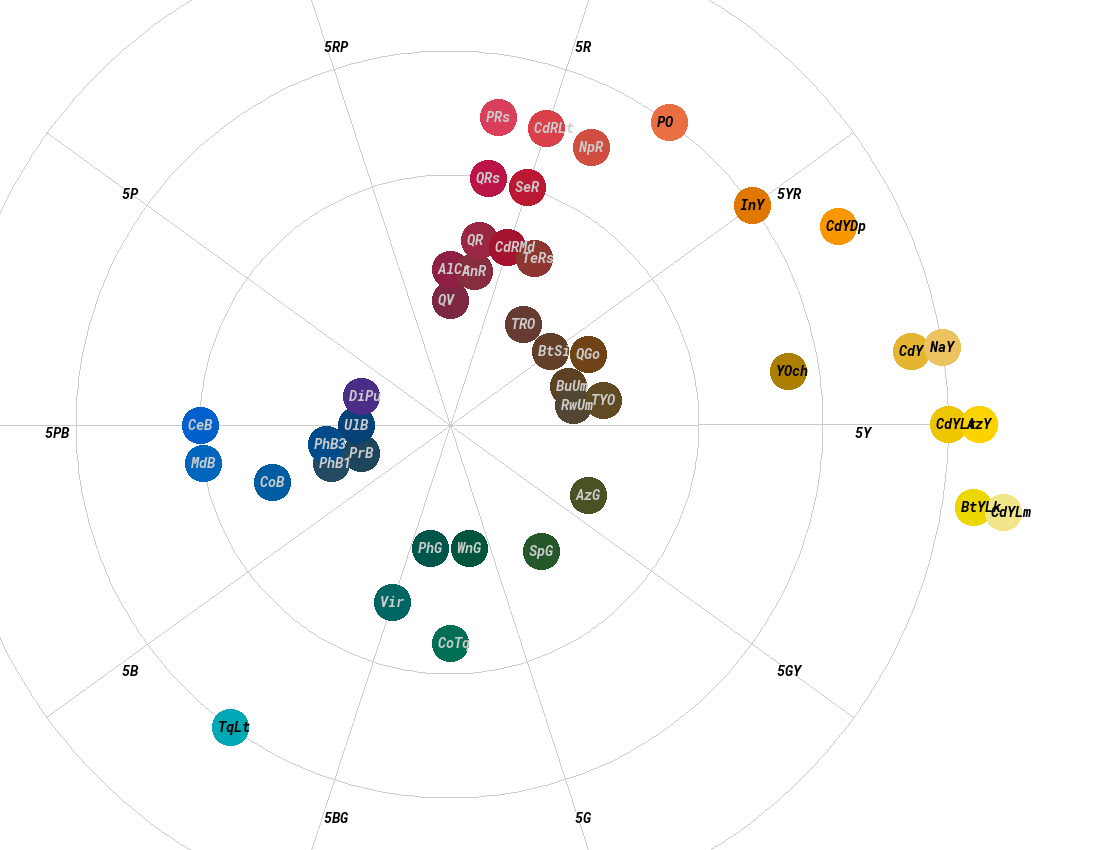 5RP
5R
PRs
CdRLt
PO
NpR
QRs
SeR
5P
5YR
InY
CdYDp
QR
CdRMd
TeRs
AnR
QV
TRO
BtSi
QGo
CdY
NaY
YOch
BuUm
DiPu
TYO
RwUm
5PB
CeB
UlB
5Y
CdYLt
AzY
PhB3
PrB
MdB
PhB1
CoB
AzG
BtYLk
CdYLm
PhG
WnG
SpG
Vir
CoTq
5B
5GY
TqLt
5BG
5G